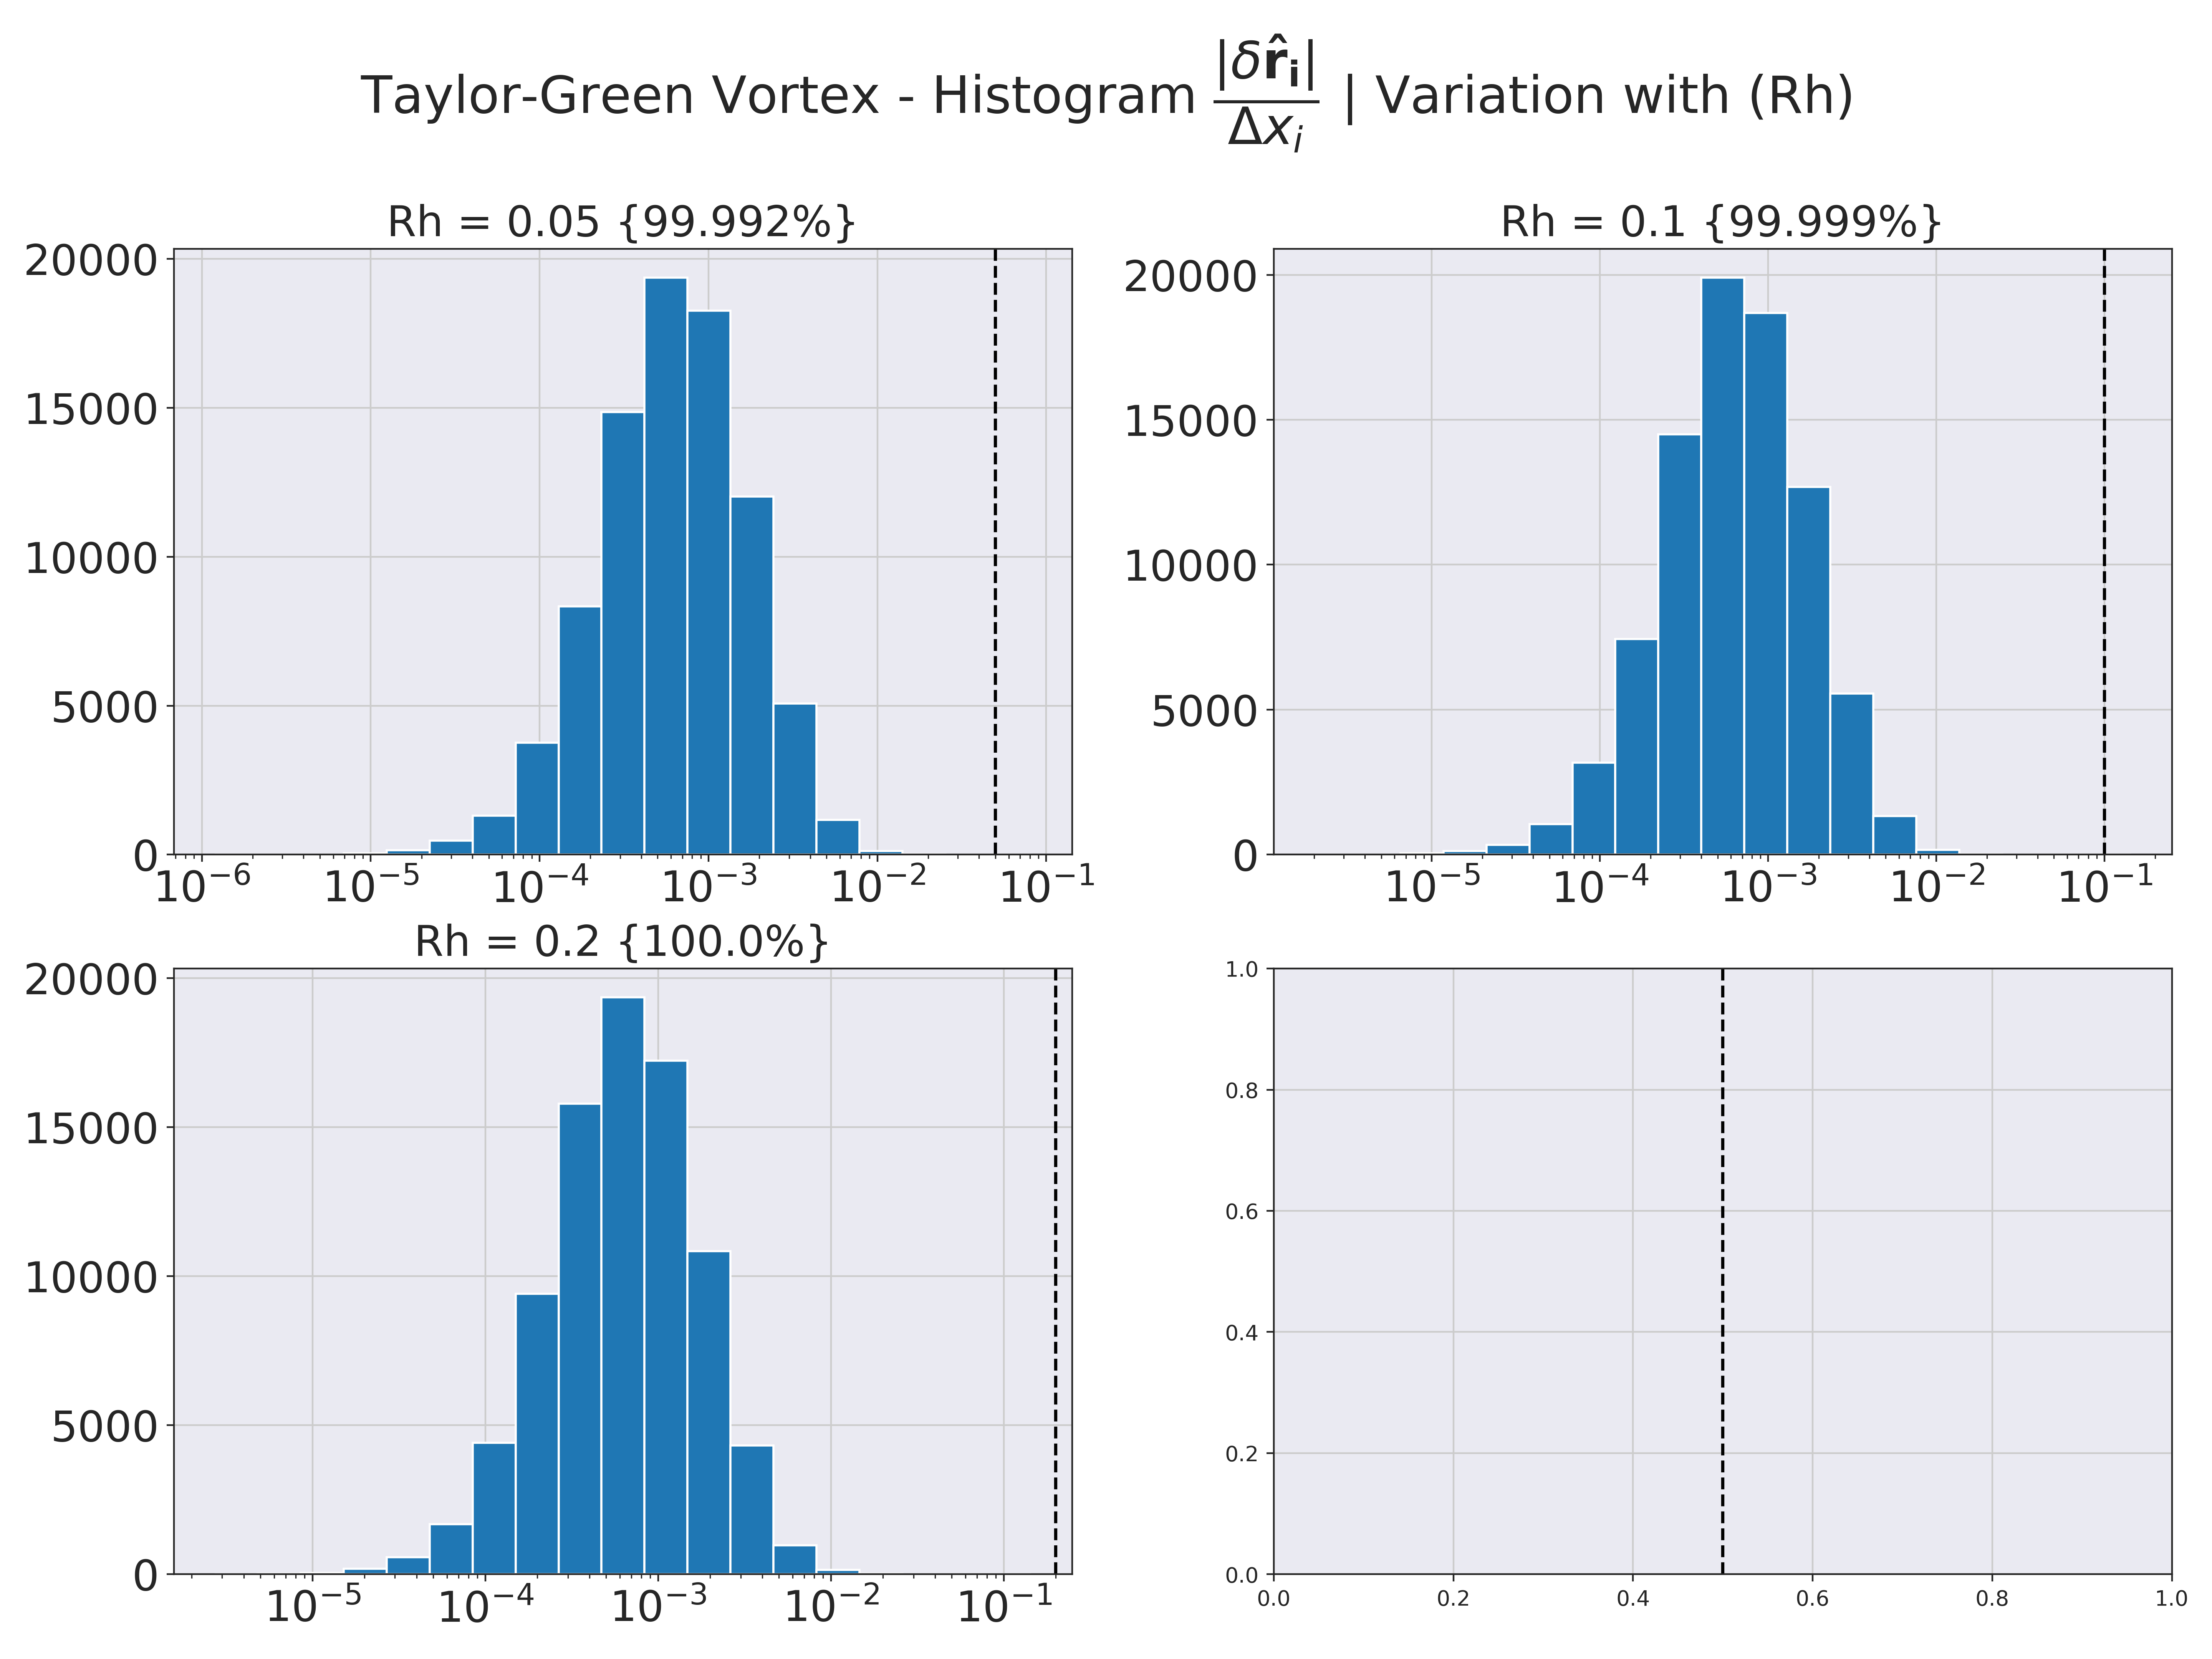 Taylor-Green Vortex - Histogram |δr̂ᵢ| / Δxᵢ | Variation with (Rh)
Rh = 0.05 {99.992%}
20000
15000
10000
5000
0
10⁻⁶ 10⁻⁵ 10⁻⁴ 10⁻³ 10⁻² 10⁻¹
Rh = 0.1 {99.999%}
20000
15000
10000
5000
0
10⁻⁵ 10⁻⁴ 10⁻³ 10⁻² 10⁻¹
Rh = 0.2 {100.0%}
20000
15000
10000
5000
0
10⁻⁵ 10⁻⁴ 10⁻³ 10⁻² 10⁻¹
1.0
0.8
0.6
0.4
0.2
0.0
0.0 0.2 0.4 0.6 0.8 1.0